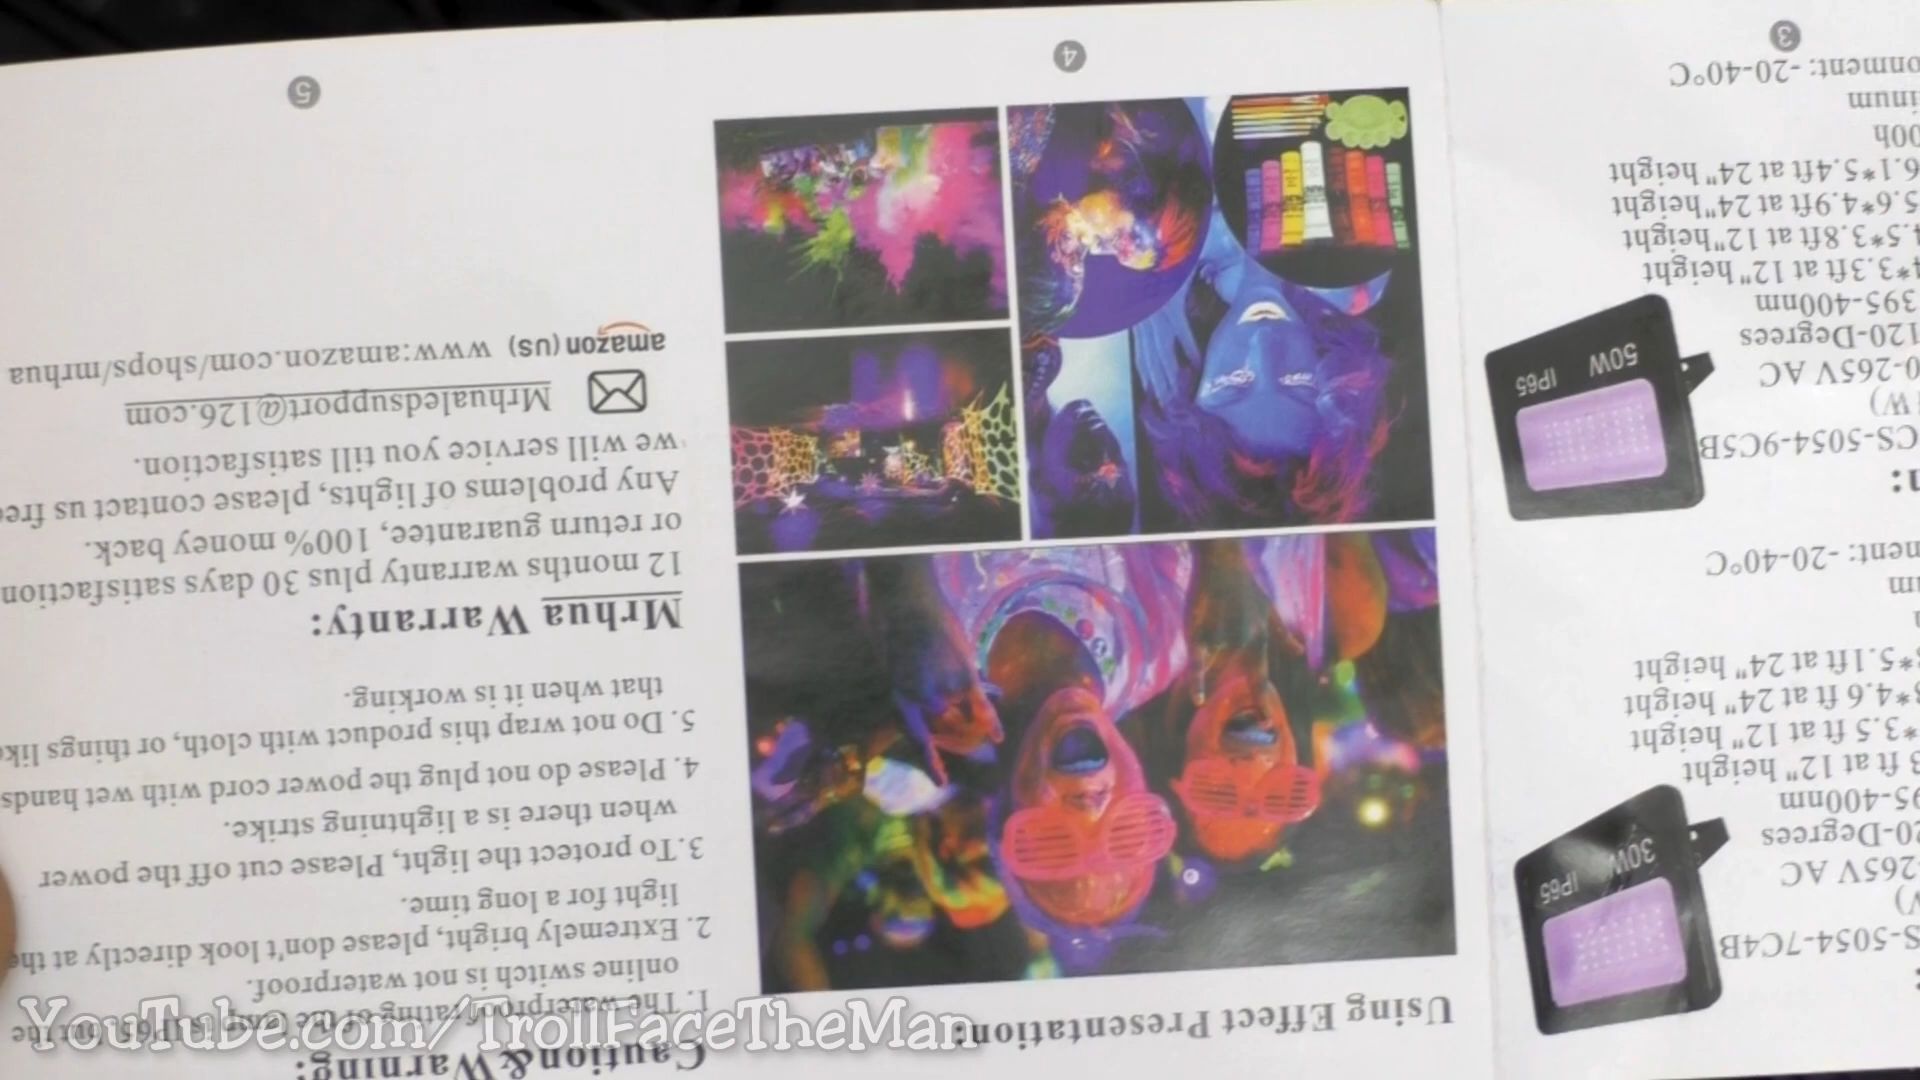 :
S-5054-7C4B
W)
-265V AC
20-Degrees
95-400nm
3 ft at 12" height
*3.5 ft at 12" height
3*4.6 ft at 24" height
3*5.1ft at 24" height
um
nment: -20-40°C
n:
CS-5054-9C5B
W)
0-265V AC
120-Degrees
395-400nm
4*3.3ft at 12" height
4.5*3.8ft at 12" height
5.6*4.9ft at 24" height
6.1*5.4ft at 24" height
00h
minum
onment: -20-40°C
30W IP65
50W IP65
3
Using Effect Presentation:
4
Caution&Warning:
1. The waterproof rating of the lamp is IP65, but the
online switch is not waterproof.
2. Extremely bright, please don't look directly at the
light for a long time.
3.To protect the light, Please cut off the power
when there is a lightning strike.
4. Please do not plug the power cord with wet hands
5. Do not wrap this product with cloth, or things like
that when it is working.
Mrhua Warranty:
12 months warranty plus 30 days satisfaction
or return guarantee, 100% money back.
Any problems of lights, please contact us free
we will service you till satisfaction.
Mrhualedsupport@126.com
amazon (US) www:amazon.com/shops/mrhua
5
YouTube.com/TrollFaceTheMan